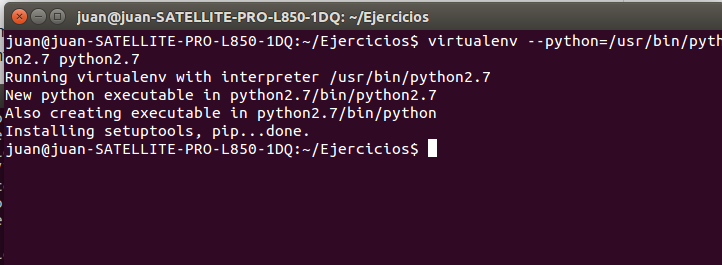 juan@juan-SATELLITE-PRO-L850-1DQ: ~/Ejercicios
juan@juan-SATELLITE-PRO-L850-1DQ:~/Ejercicios$ virtualenv --python=/usr/bin/pyth
on2.7 python2.7
Running virtualenv with interpreter /usr/bin/python2.7
New python executable in python2.7/bin/python2.7
Also creating executable in python2.7/bin/python
Installing setuptools, pip...done.
juan@juan-SATELLITE-PRO-L850-1DQ:~/Ejercicios$